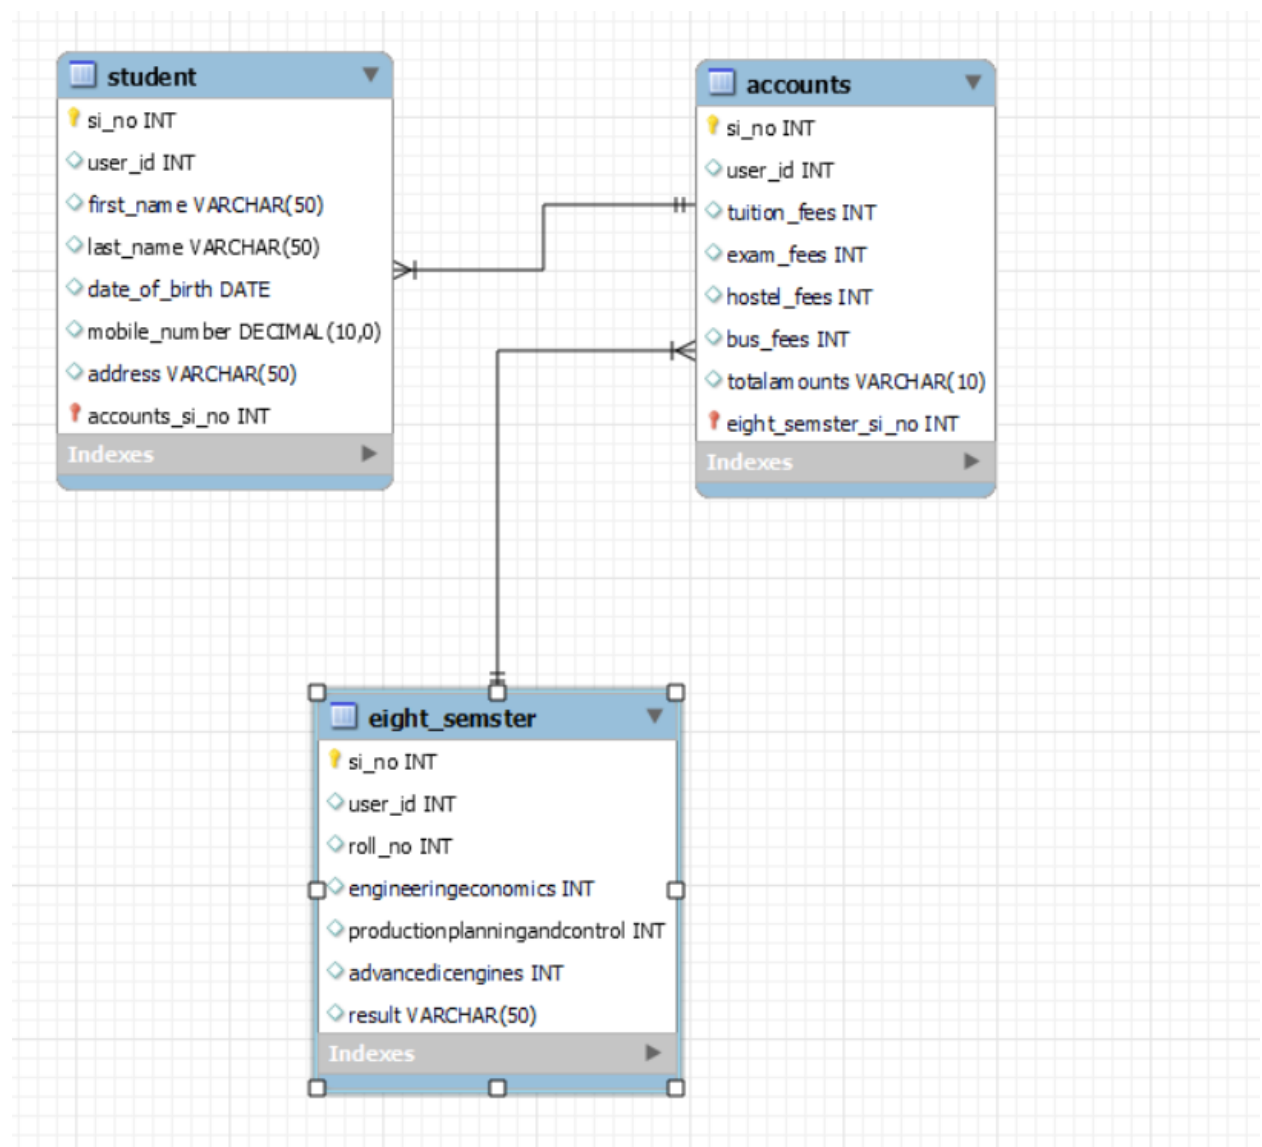 student
si_no INT
user_id INT
first_name VARCHAR(50)
last_name VARCHAR(50)
date_of_birth DATE
mobile_number DECIMAL(10,0)
address VARCHAR(50)
accounts_si_no INT
Indexes
accounts
si_no INT
user_id INT
tuition_fees INT
exam_fees INT
hostel_fees INT
bus_fees INT
totalamounts VARCHAR(10)
eight_semster_si_no INT
Indexes
eight_semster
si_no INT
user_id INT
roll_no INT
engineeringeconomics INT
productionplanningandcontrol INT
advancedicengines INT
result VARCHAR(50)
Indexes